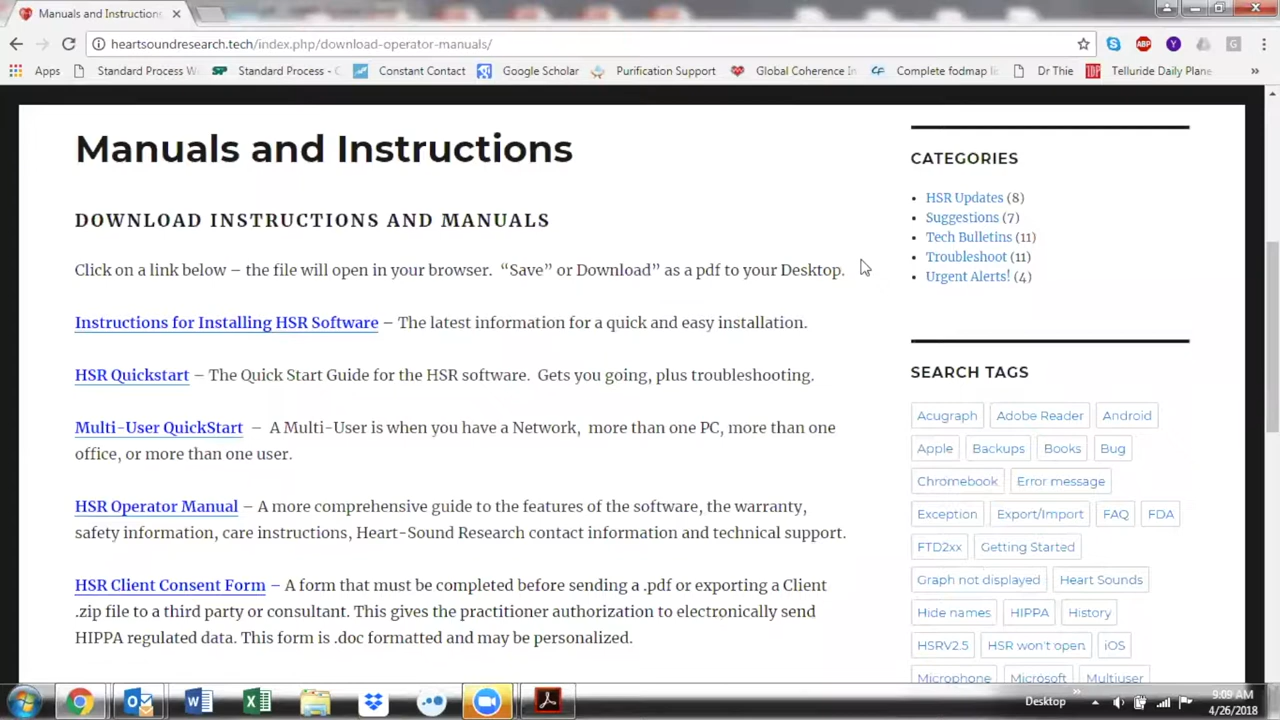 Manuals and Instruction
heartsoundresearch.tech/index.php/download-operator-manuals/
Apps Standard Process W Standard Process - Constant Contact Google Scholar Purification Support Global Coherence In Complete fodmap li Dr Thie Telluride Daily Plane »
Manuals and Instructions
DOWNLOAD INSTRUCTIONS AND MANUALS
Click on a link below – the file will open in your browser. “Save” or Download” as a pdf to your Desktop.
Instructions for Installing HSR Software – The latest information for a quick and easy installation.
HSR Quickstart – The Quick Start Guide for the HSR software. Gets you going, plus troubleshooting.
Multi-User QuickStart – A Multi-User is when you have a Network, more than one PC, more than one
office, or more than one user.
HSR Operator Manual – A more comprehensive guide to the features of the software, the warranty,
safety information, care instructions, Heart-Sound Research contact information and technical support.
HSR Client Consent Form – A form that must be completed before sending a .pdf or exporting a Client
.zip file to a third party or consultant. This gives the practitioner authorization to electronically send
HIPPA regulated data. This form is .doc formatted and may be personalized.
CATEGORIES
HSR Updates (8)
Suggestions (7)
Tech Bulletins (11)
Troubleshoot (11)
Urgent Alerts! (4)
SEARCH TAGS
Acugraph Adobe Reader Android
Apple Backups Books Bug
Chromebook Error message
Exception Export/Import FAQ FDA
FTD2xx Getting Started
Graph not displayed Heart Sounds
Hide names HIPPA History
HSRV2.5 HSR won't open iOS
Microphone Microsoft Multiuser
Desktop »
9:09 AM
4/26/2018